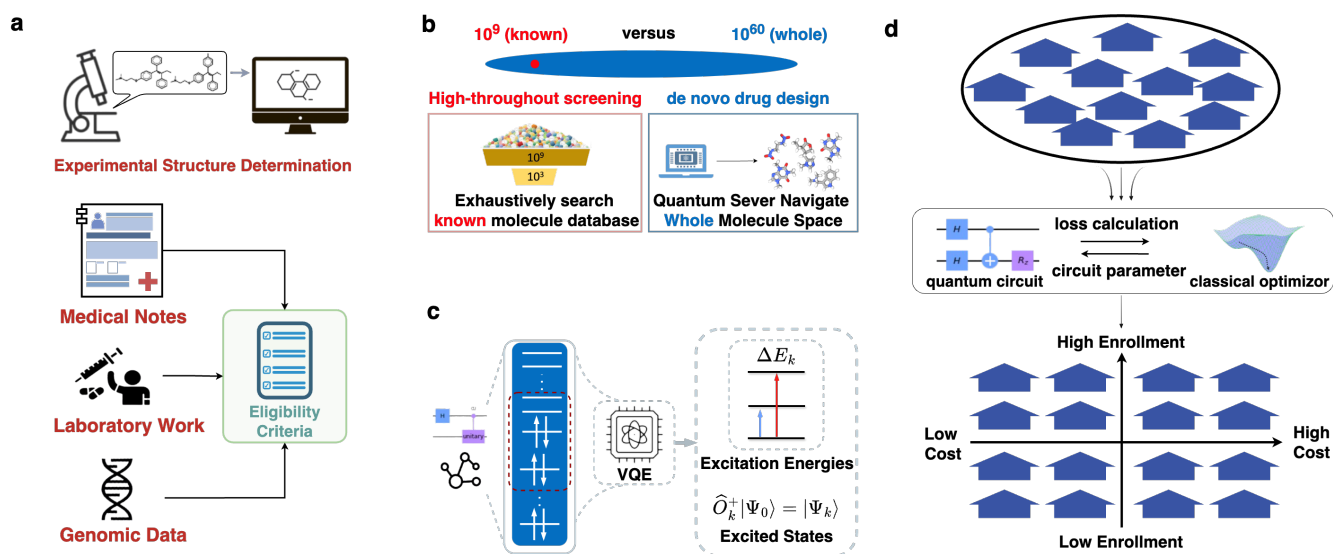 a
Experimental Structure Determination
Medical Notes
Laboratory Work
Genomic Data
Eligibility
Criteria
b
10⁹ (known) versus 10⁶⁰ (whole)
High-throughout screening
de novo drug design
10⁹
10³
Exhaustively search
known molecule database
Quantum Sever Navigate
Whole Molecule Space
c
H
unitary
VQE
ΔE_k
Excitation Energies
Ô_k^+|Ψ_0⟩ = |Ψ_k⟩
Excited States
d
H
H
R_z
loss calculation
circuit parameter
quantum circuit
classical optimizor
High Enrollment
Low
Cost
High
Cost
Low Enrollment